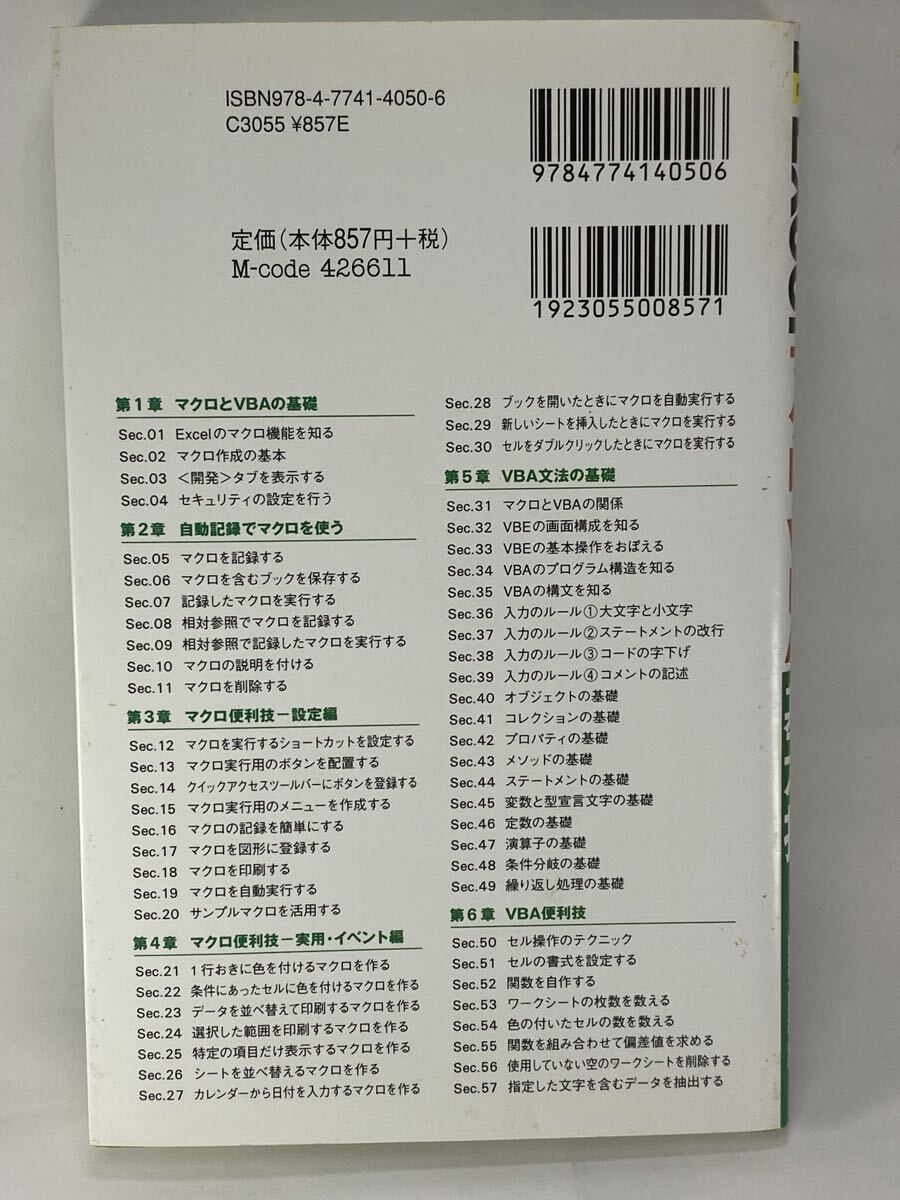 ISBN978-4-7741-4050-6
C3055 ¥857E
9784774140506
定価(本体857円+税)
M-code 426611
1923055008571
第1章 マクロとVBAの基礎
Sec.01 Excelのマクロ機能を知る
Sec.02 マクロ作成の基本
Sec.03 <開発>タブを表示する
Sec.04 セキュリティの設定を行う
第2章 自動記録でマクロを使う
Sec.05 マクロを記録する
Sec.06 マクロを含むブックを保存する
Sec.07 記録したマクロを実行する
Sec.08 相対参照でマクロを記録する
Sec.09 相対参照で記録したマクロを実行する
Sec.10 マクロの説明を付ける
Sec.11 マクロを削除する
第3章 マクロ便利技-設定編
Sec.12 マクロを実行するショートカットを設定する
Sec.13 マクロ実行用のボタンを配置する
Sec.14 クイックアクセスツールバーにボタンを登録する
Sec.15 マクロ実行用のメニューを作成する
Sec.16 マクロの記録を簡単にする
Sec.17 マクロを図形に登録する
Sec.18 マクロを印刷する
Sec.19 マクロを自動実行する
Sec.20 サンプルマクロを活用する
第4章 マクロ便利技-実用・イベント編
Sec.21 1行おきに色を付けるマクロを作る
Sec.22 条件にあったセルに色を付けるマクロを作る
Sec.23 データを並べ替えて印刷するマクロを作る
Sec.24 選択した範囲を印刷するマクロを作る
Sec.25 特定の項目だけ表示するマクロを作る
Sec.26 シートを並べ替えるマクロを作る
Sec.27 カレンダーから日付を入力するマクロを作る
Sec.28 ブックを開いたときにマクロを自動実行する
Sec.29 新しいシートを挿入したときにマクロを実行する
Sec.30 セルをダブルクリックしたときにマクロを実行する
第5章 VBA文法の基礎
Sec.31 マクロとVBAの関係
Sec.32 VBEの画面構成を知る
Sec.33 VBEの基本操作をおぼえる
Sec.34 VBAのプログラム構造を知る
Sec.35 VBAの構文を知る
Sec.36 入力のルール①大文字と小文字
Sec.37 入力のルール②ステートメントの改行
Sec.38 入力のルール③コードの字下げ
Sec.39 入力のルール④コメントの記述
Sec.40 オブジェクトの基礎
Sec.41 コレクションの基礎
Sec.42 プロパティの基礎
Sec.43 メソッドの基礎
Sec.44 ステートメントの基礎
Sec.45 変数と型宣言文字の基礎
Sec.46 定数の基礎
Sec.47 演算子の基礎
Sec.48 条件分岐の基礎
Sec.49 繰り返し処理の基礎
第6章 VBA便利技
Sec.50 セル操作のテクニック
Sec.51 セルの書式を設定する
Sec.52 関数を自作する
Sec.53 ワークシートの枚数を数える
Sec.54 色の付いたセルの数を数える
Sec.55 関数を組み合わせて偏差値を求める
Sec.56 使用していない空のワークシートを削除する
Sec.57 指定した文字を含むデータを抽出する